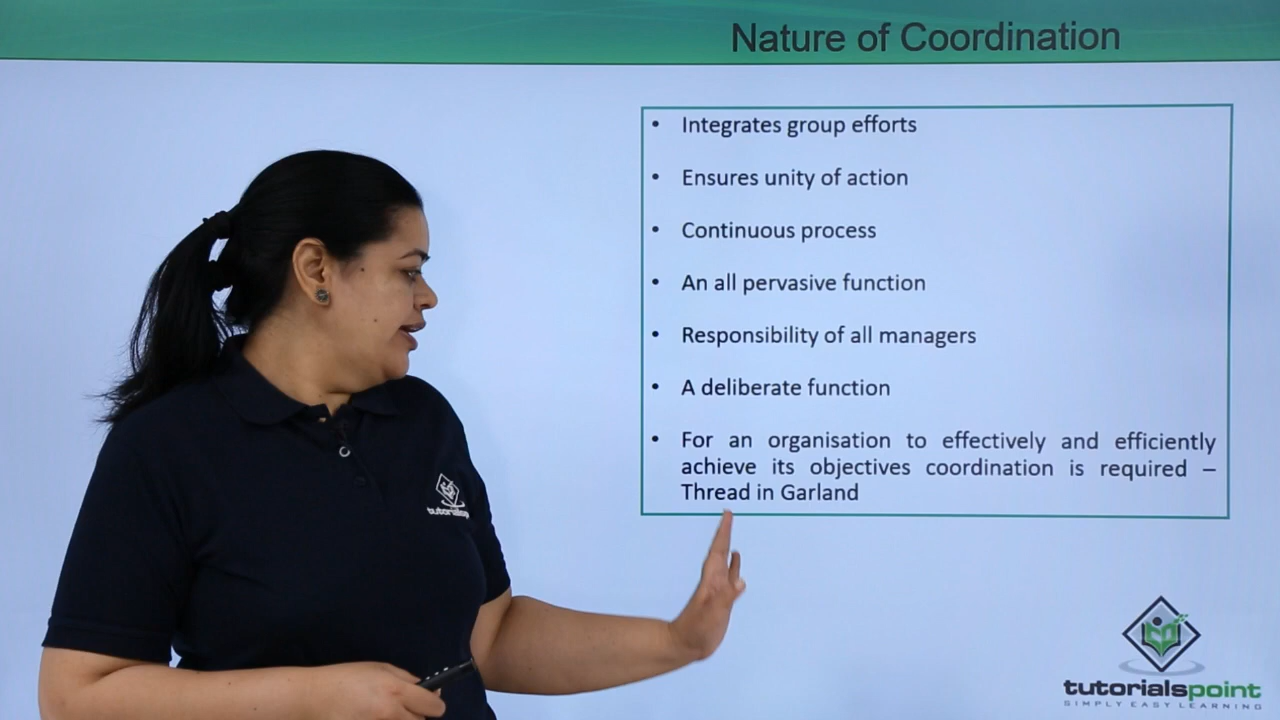 Nature of Coordination
• Integrates group efforts
• Ensures unity of action
• Continuous process
• An all pervasive function
• Responsibility of all managers
• A deliberate function
• For an organisation to effectively and efficiently
achieve its objectives coordination is required –
Thread in Garland
tutorialsp
tutorialspoint
SIMPLY EASY LEARNING